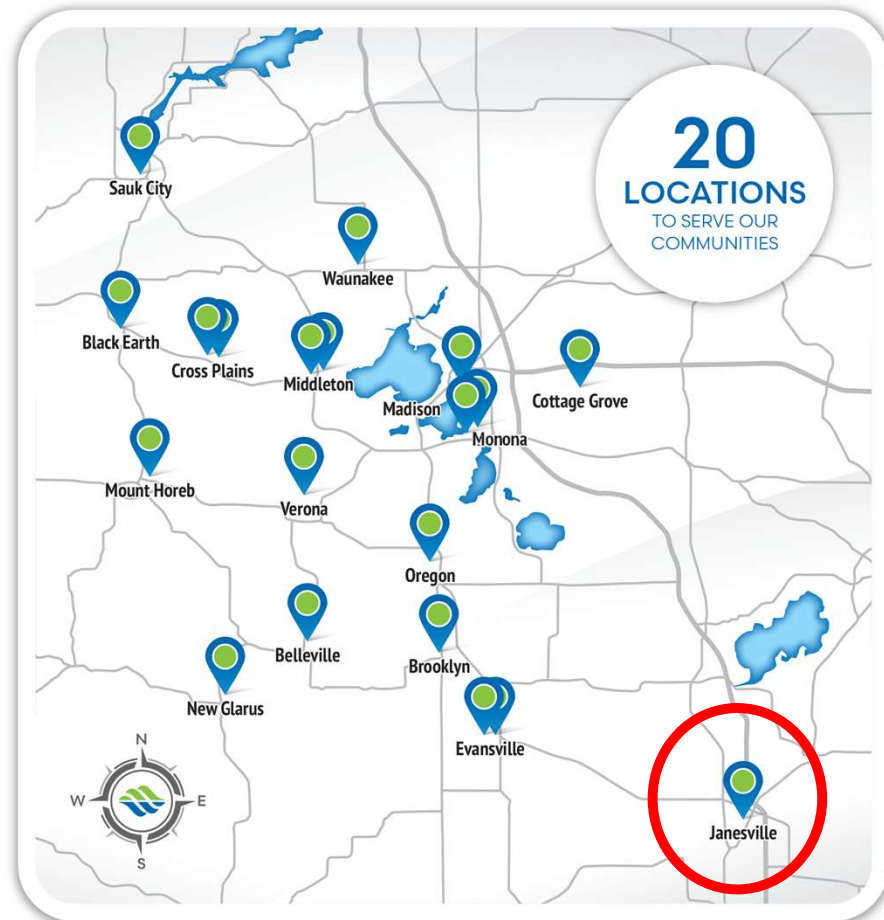 20
LOCATIONS
TO SERVE OUR
COMMUNITIES
Sauk City
Waunakee
Black Earth
Cross Plains
Middleton
Madison
Cottage Grove
Monona
Mount Horeb
Verona
Oregon
Belleville
Brooklyn
New Glarus
Evansville
Janesville
N
W
E
S